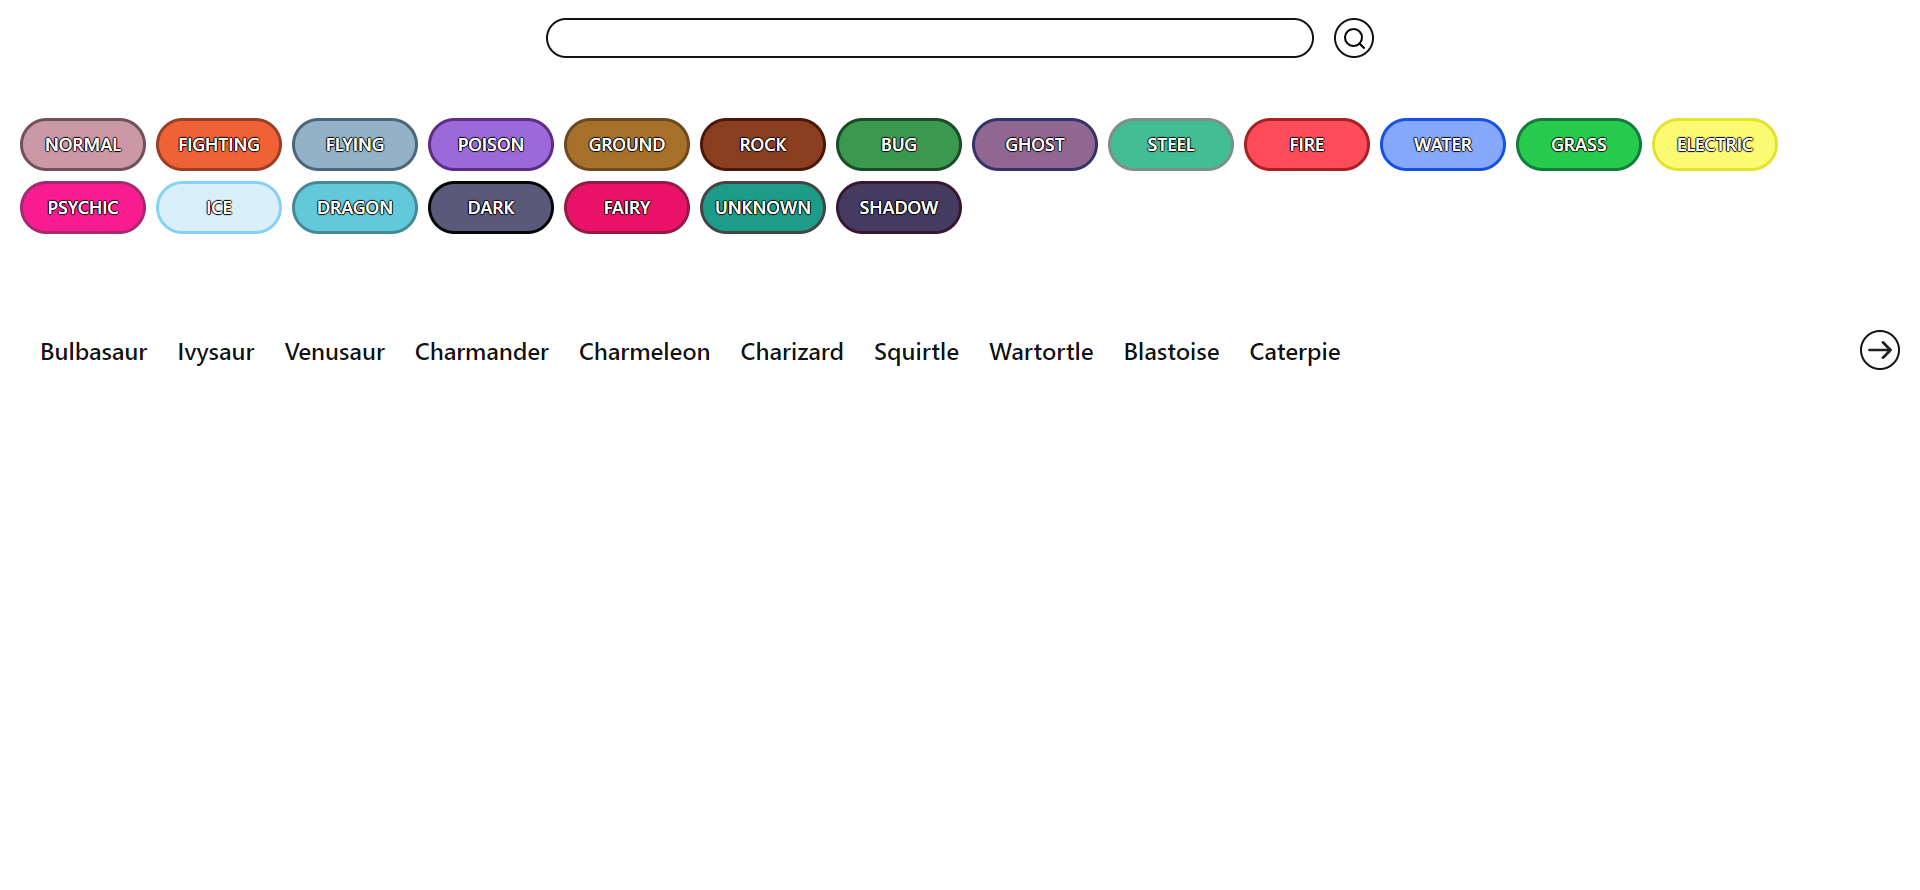 NORMAL FIGHTING FLYING POISON GROUND ROCK BUG GHOST STEEL FIRE WATER GRASS ELECTRIC
PSYCHIC ICE DRAGON DARK FAIRY UNKNOWN SHADOW
Bulbasaur Ivysaur Venusaur Charmander Charmeleon Charizard Squirtle Wartortle Blastoise Caterpie